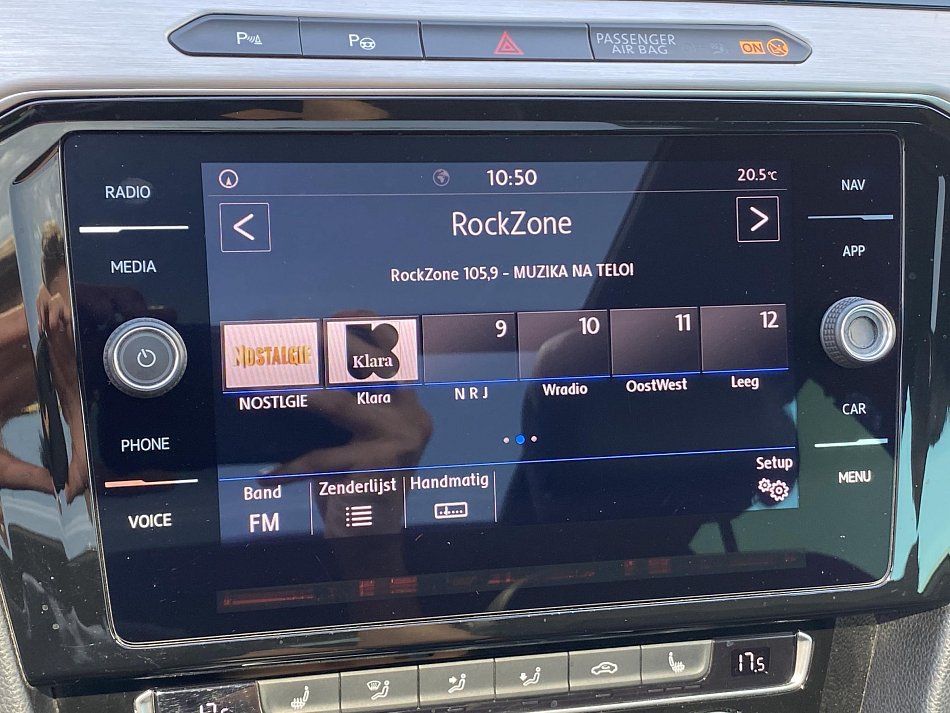 P P
PASSENGER
AIR BAG
ON
RADIO
MEDIA
PHONE
VOICE
10:50
20.5°C
<
RockZone
>
RockZone 105,9 - MUZIKA NA TELO!
NOSTALGIE
NOSTLGIE
Klara
Klara
9
N R J
10
Wradio
11
OostWest
12
Leeg
Band
FM
Zenderlijst
Handmatig
Setup
NAV
APP
CAR
MENU
17.5